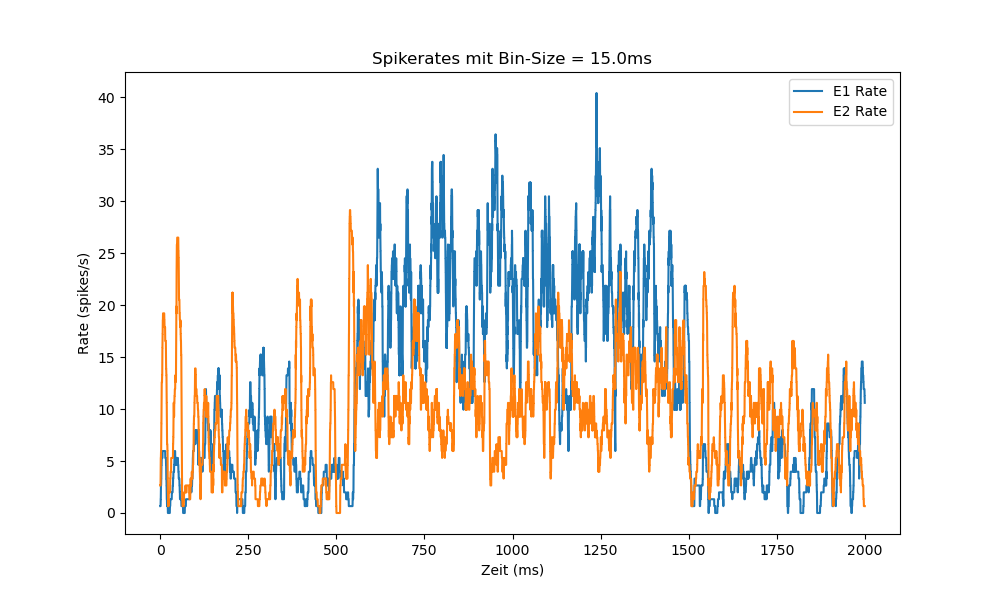 Spikerates mit Bin-Size = 15.0ms
E1 Rate
E2 Rate
40
35
30
25
20
15
10
5
0
Rate (spikes/s)
0 250 500 750 1000 1250 1500 1750 2000
Zeit (ms)